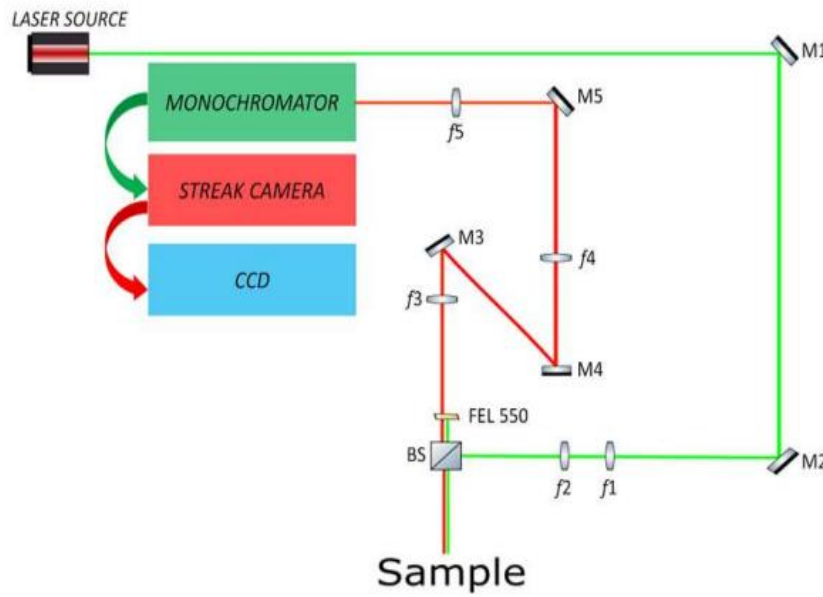 LASER SOURCE
M1
MONOCHROMATOR
f5
M5
STREAK CAMERA
M3
f4
CCD
f3
M4
FEL 550
BS
f2
f1
M2
Sample